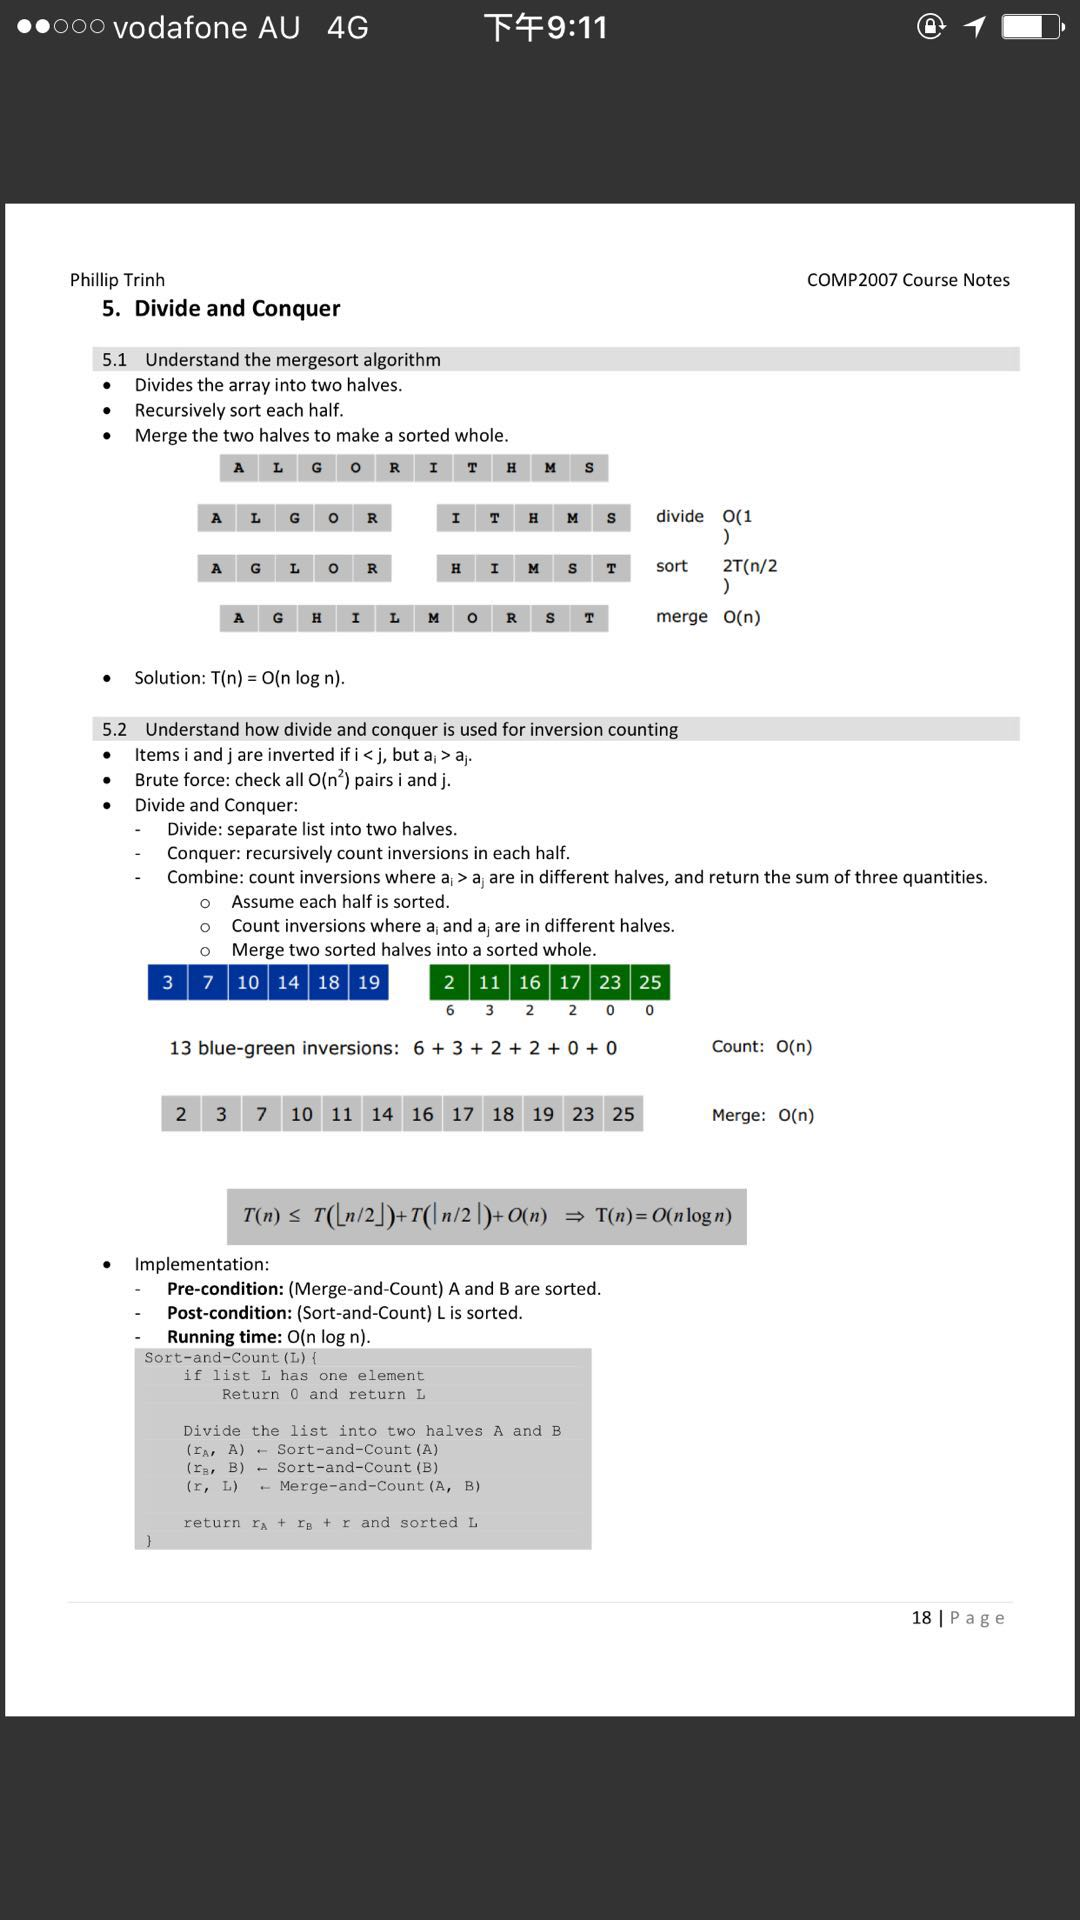 vodafone AU 4G 下午9:11
Phillip Trinh COMP2007 Course Notes
5. Divide and Conquer
5.1 Understand the mergesort algorithm
• Divides the array into two halves.
• Recursively sort each half.
• Merge the two halves to make a sorted whole.
A L G O R I T H M S
A L G O R I T H M S divide O(1
)
A G L O R H I M S T sort 2T(n/2
)
A G H I L M O R S T merge O(n)
• Solution: T(n) = O(n log n).
5.2 Understand how divide and conquer is used for inversion counting
• Items i and j are inverted if i < j, but aᵢ > aⱼ.
• Brute force: check all O(n²) pairs i and j.
• Divide and Conquer:
- Divide: separate list into two halves.
- Conquer: recursively count inversions in each half.
- Combine: count inversions where aᵢ > aⱼ are in different halves, and return the sum of three quantities.
o Assume each half is sorted.
o Count inversions where aᵢ and aⱼ are in different halves.
o Merge two sorted halves into a sorted whole.
3 7 10 14 18 19 2 11 16 17 23 25
6 3 2 2 0 0
13 blue-green inversions: 6 + 3 + 2 + 2 + 0 + 0 Count: O(n)
2 3 7 10 11 14 16 17 18 19 23 25 Merge: O(n)
T(n) ≤ T(⌊n/2⌋)+T(|n/2|)+O(n) ⇒ T(n)=O(n log n)
• Implementation:
- Pre-condition: (Merge-and-Count) A and B are sorted.
- Post-condition: (Sort-and-Count) L is sorted.
- Running time: O(n log n).
Sort-and-Count(L){
if list L has one element
Return 0 and return L
Divide the list into two halves A and B
(r_A, A) ← Sort-and-Count(A)
(r_B, B) ← Sort-and-Count(B)
(r, L) ← Merge-and-Count(A, B)
return r_A + r_B + r and sorted L
}
18 | Page